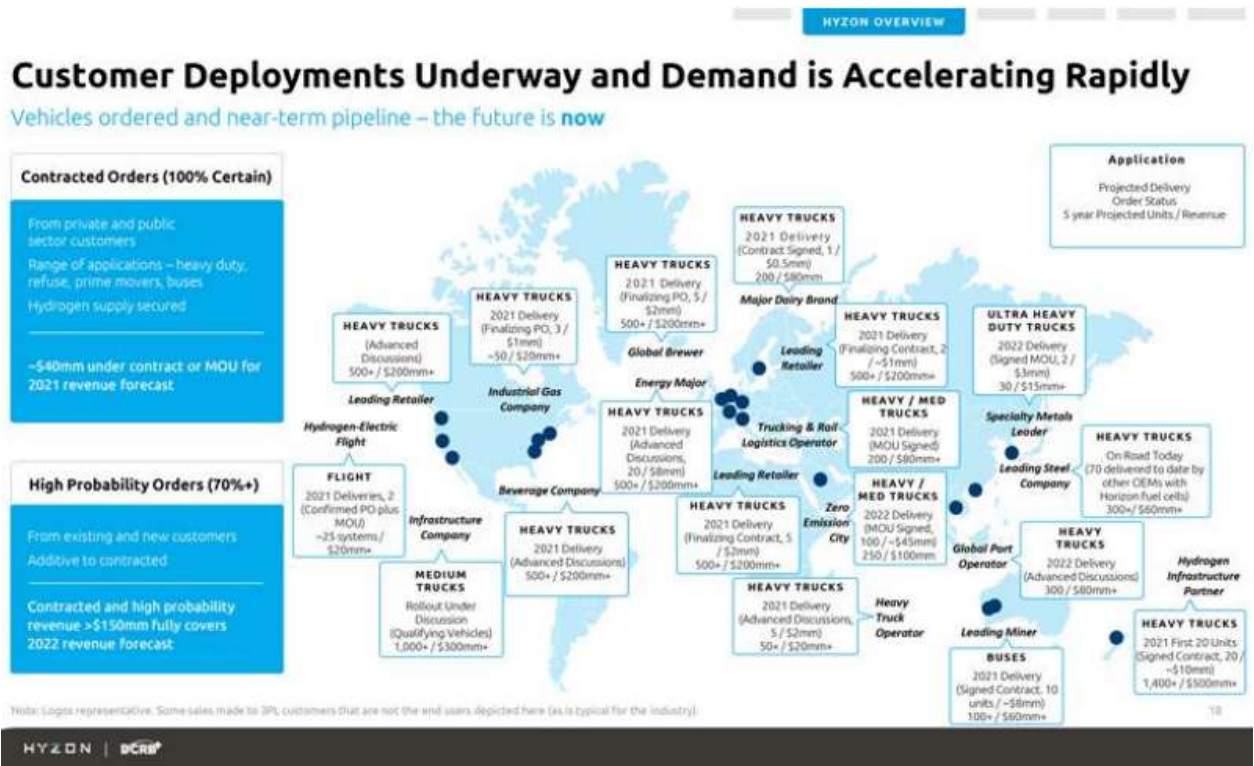 HYZON OVERVIEW
Customer Deployments Underway and Demand is Accelerating Rapidly
Vehicles ordered and near-term pipeline – the future is now
Contracted Orders (100% Certain)
From private and public
sector customers
Range of applications – heavy duty,
refuse, prime movers, buses
Hydrogen supply secured
~$40mm under contract or MOU for
2021 revenue forecast
High Probability Orders (70%+)
From existing and new customers
Additive to contracted
Contracted and high probability
revenue >$150mm fully covers
2022 revenue forecast
Application
Projected Delivery
Order Status
5 year Projected Units / Revenue
HEAVY TRUCKS
(Advanced
Discussions)
500+ / $200mm+
Leading Retailer
HEAVY TRUCKS
2021 Delivery
(Finalizing PO, 3 /
$1mm)
~50 / $20mm+
Industrial Gas
Company
HEAVY TRUCKS
2021 Delivery
(Finalizing PO, 5 /
$2mm)
500+ / $200mm+
Global Brewer
HEAVY TRUCKS
2021 Delivery
(Contract Signed, 1 /
$0.5mm)
200 / $80mm
Major Dairy Brand
HEAVY TRUCKS
2021 Delivery
(Finalizing Contract, 2
/ ~$1mm)
500+ / $200mm+
Leading
Retailer
ULTRA HEAVY
DUTY TRUCKS
2022 Delivery
(Signed MOU, 2 /
$3mm)
30 / $15mm+
Specialty Metals
Leader
Hydrogen-Electric
Flight
FLIGHT
2021 Deliveries, 2
(Confirmed PO plus
MOU)
~25 systems /
$20mm+
Infrastructure
Company
MEDIUM
TRUCKS
Rollout Under
Discussion
(Qualifying Vehicles)
1,000+ / $300mm+
Beverage Company
HEAVY TRUCKS
2021 Delivery
(Advanced Discussions)
500+ / $200mm+
Energy Major
HEAVY TRUCKS
2021 Delivery
(Advanced
Discussions,
20 / $8mm)
500+ / $200mm+
Leading Retailer
HEAVY TRUCKS
2021 Delivery
(Finalizing Contract, 5
/ $2mm)
500+ / $200mm+
Trucking & Rail
Logistics Operator
HEAVY / MED
TRUCKS
2021 Delivery
(MOU Signed)
200 / $80mm+
Zero
Emission
City
HEAVY /
MED TRUCKS
2022 Delivery
(MOU Signed,
100 / ~$45mm)
250 / $100mm
HEAVY TRUCKS
2021 Delivery
(Advanced Discussions,
5 / $2mm)
50+ / $20mm+
Heavy
Truck
Operator
Leading Steel
Company
HEAVY TRUCKS
On Road Today
(70 delivered to date by
other OEMs with
Horizon fuel cells)
300+/ $60mm+
Global Port
Operator
HEAVY
TRUCKS
2022 Delivery
(Advanced Discussions)
300 / $80mm+
Leading Miner
BUSES
2021 Delivery
(Signed Contract, 10
units / ~$8mm)
100+ / $60mm+
Hydrogen
Infrastructure
Partner
HEAVY TRUCKS
2021 First 20 Units
(Signed Contract, 20 /
~$10mm)
1,400+ / $500mm+
Note: Logos representative. Some sales made to 3PL customers that are not the end users depicted here (as is typical for the industry).
18
HYZON | DCRB